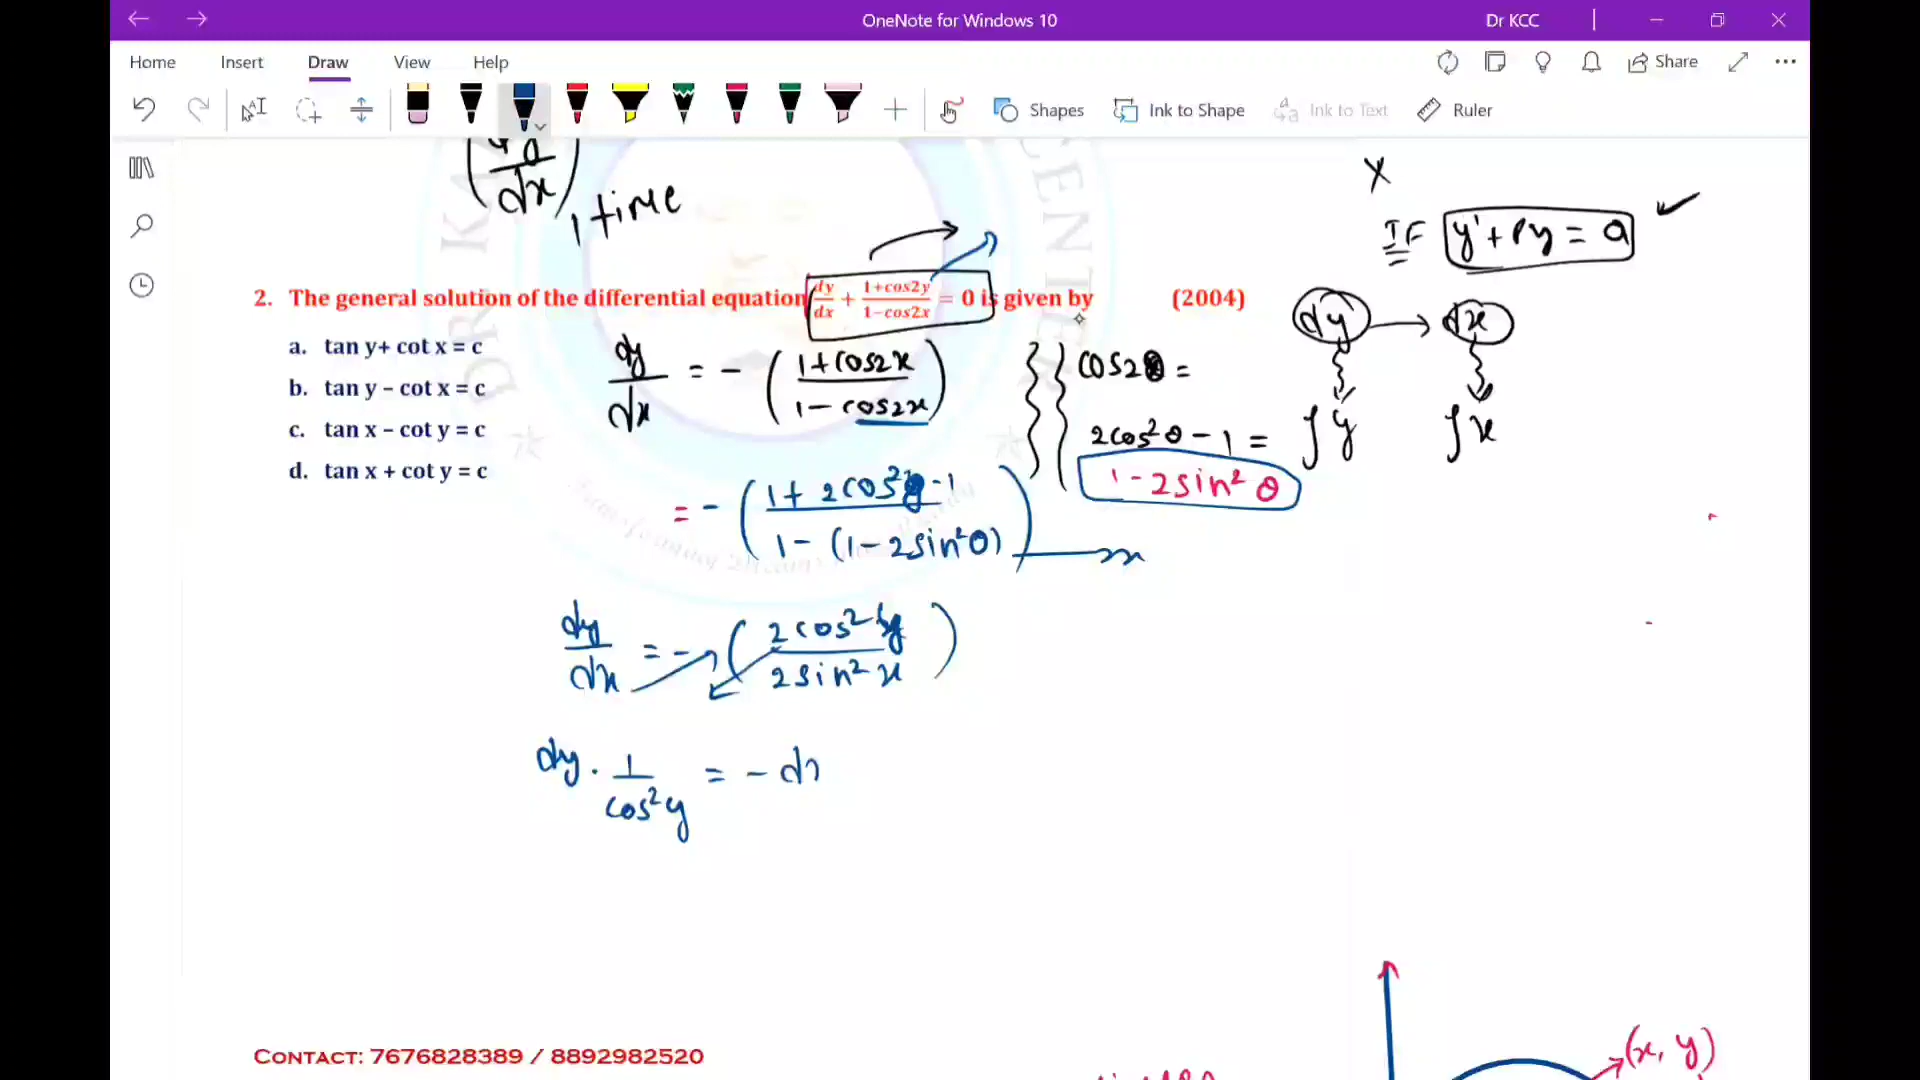 OneNote for Windows 10
Dr KCC
Home Insert Draw View Help
Share
Shapes
Ink to Shape
Ink to Text
Ruler
dx
1 time
X
IF y' + Py = Q
2. The general solution of the differential equation dy/dx + 1+cos2y/1−cos2x = 0 is given by (2004)
a. tan y+ cot x = c
b. tan y – cot x = c
c. tan x – cot y = c
d. tan x + cot y = c
dy/dx = - (1+cos2x / 1-cos2x)
cos2θ =
2cos²θ - 1 =
1-2sin²θ
dy → dx
∫y ∫x
= - (1+2cos²y-1 / 1-(1-2sin²θ))
dy/dx = - (2cos²y / 2sin²x)
dy . 1/cos²y = -
(x, y)
CONTACT: 7676828389 / 8892982520